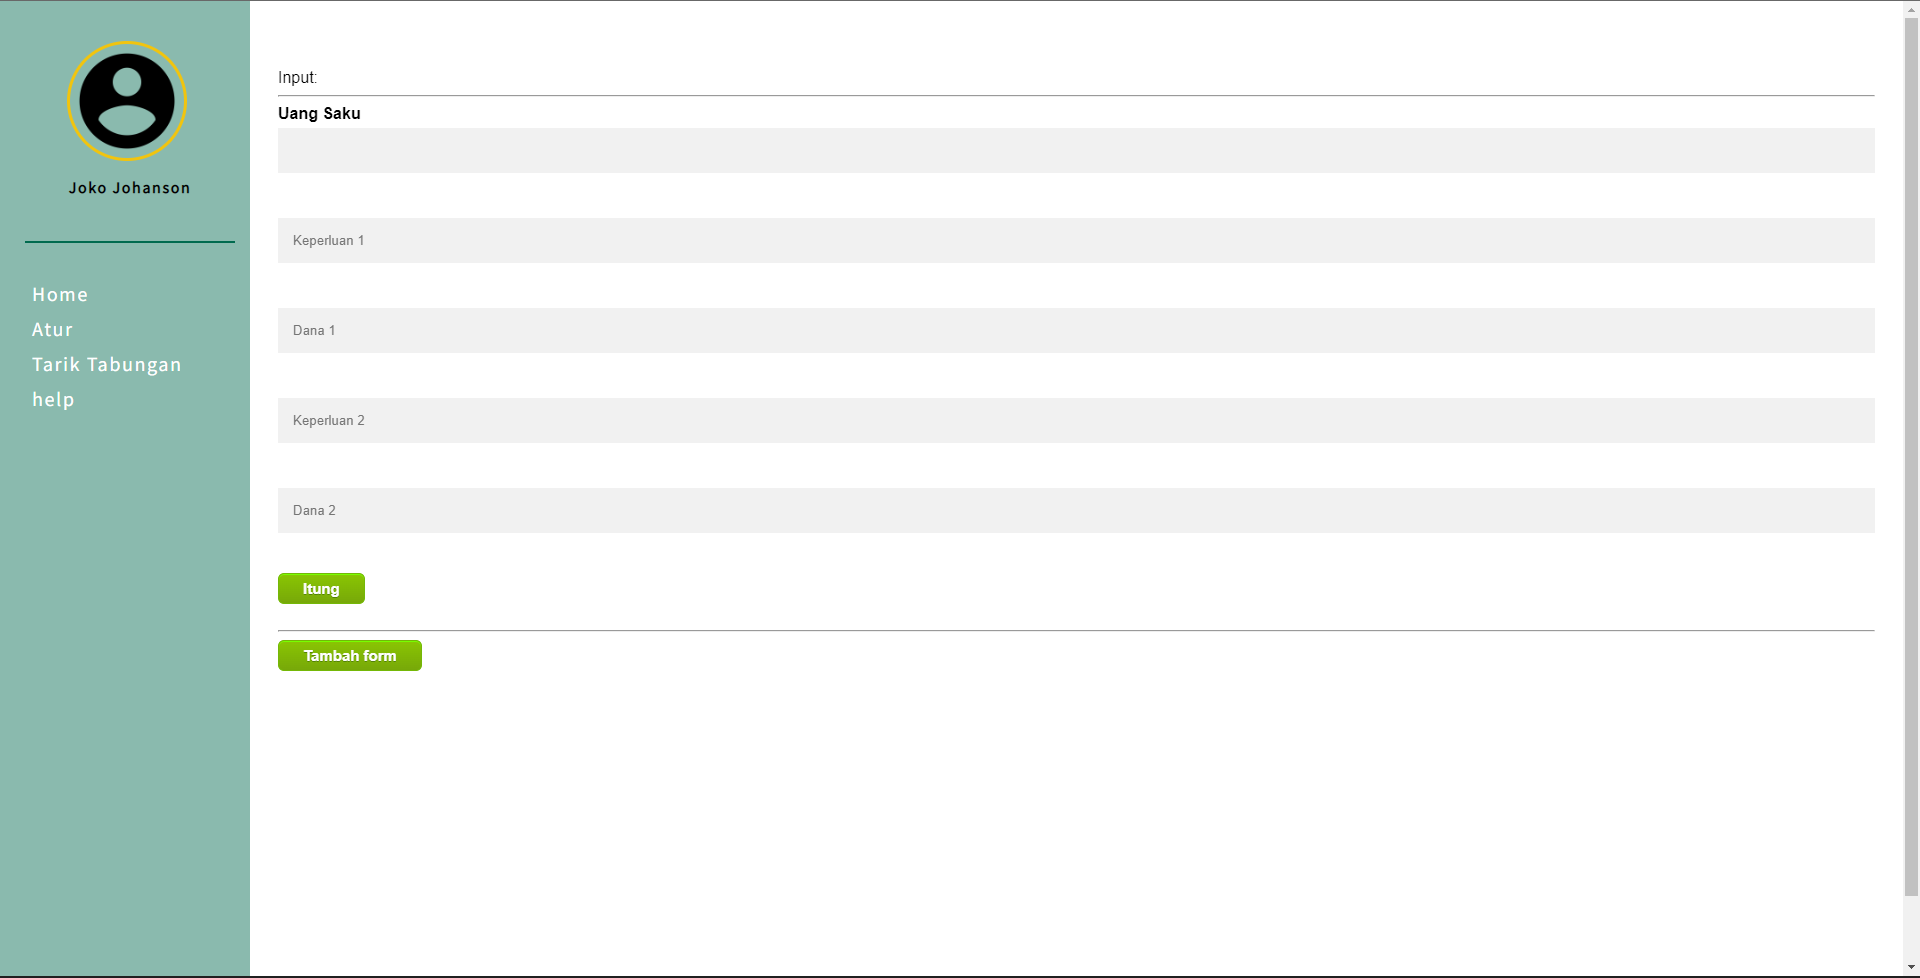 Joko Johanson
Home
Atur
Tarik Tabungan
help
Input:
Uang Saku
Keperluan 1
Dana 1
Keperluan 2
Dana 2
Itung
Tambah form